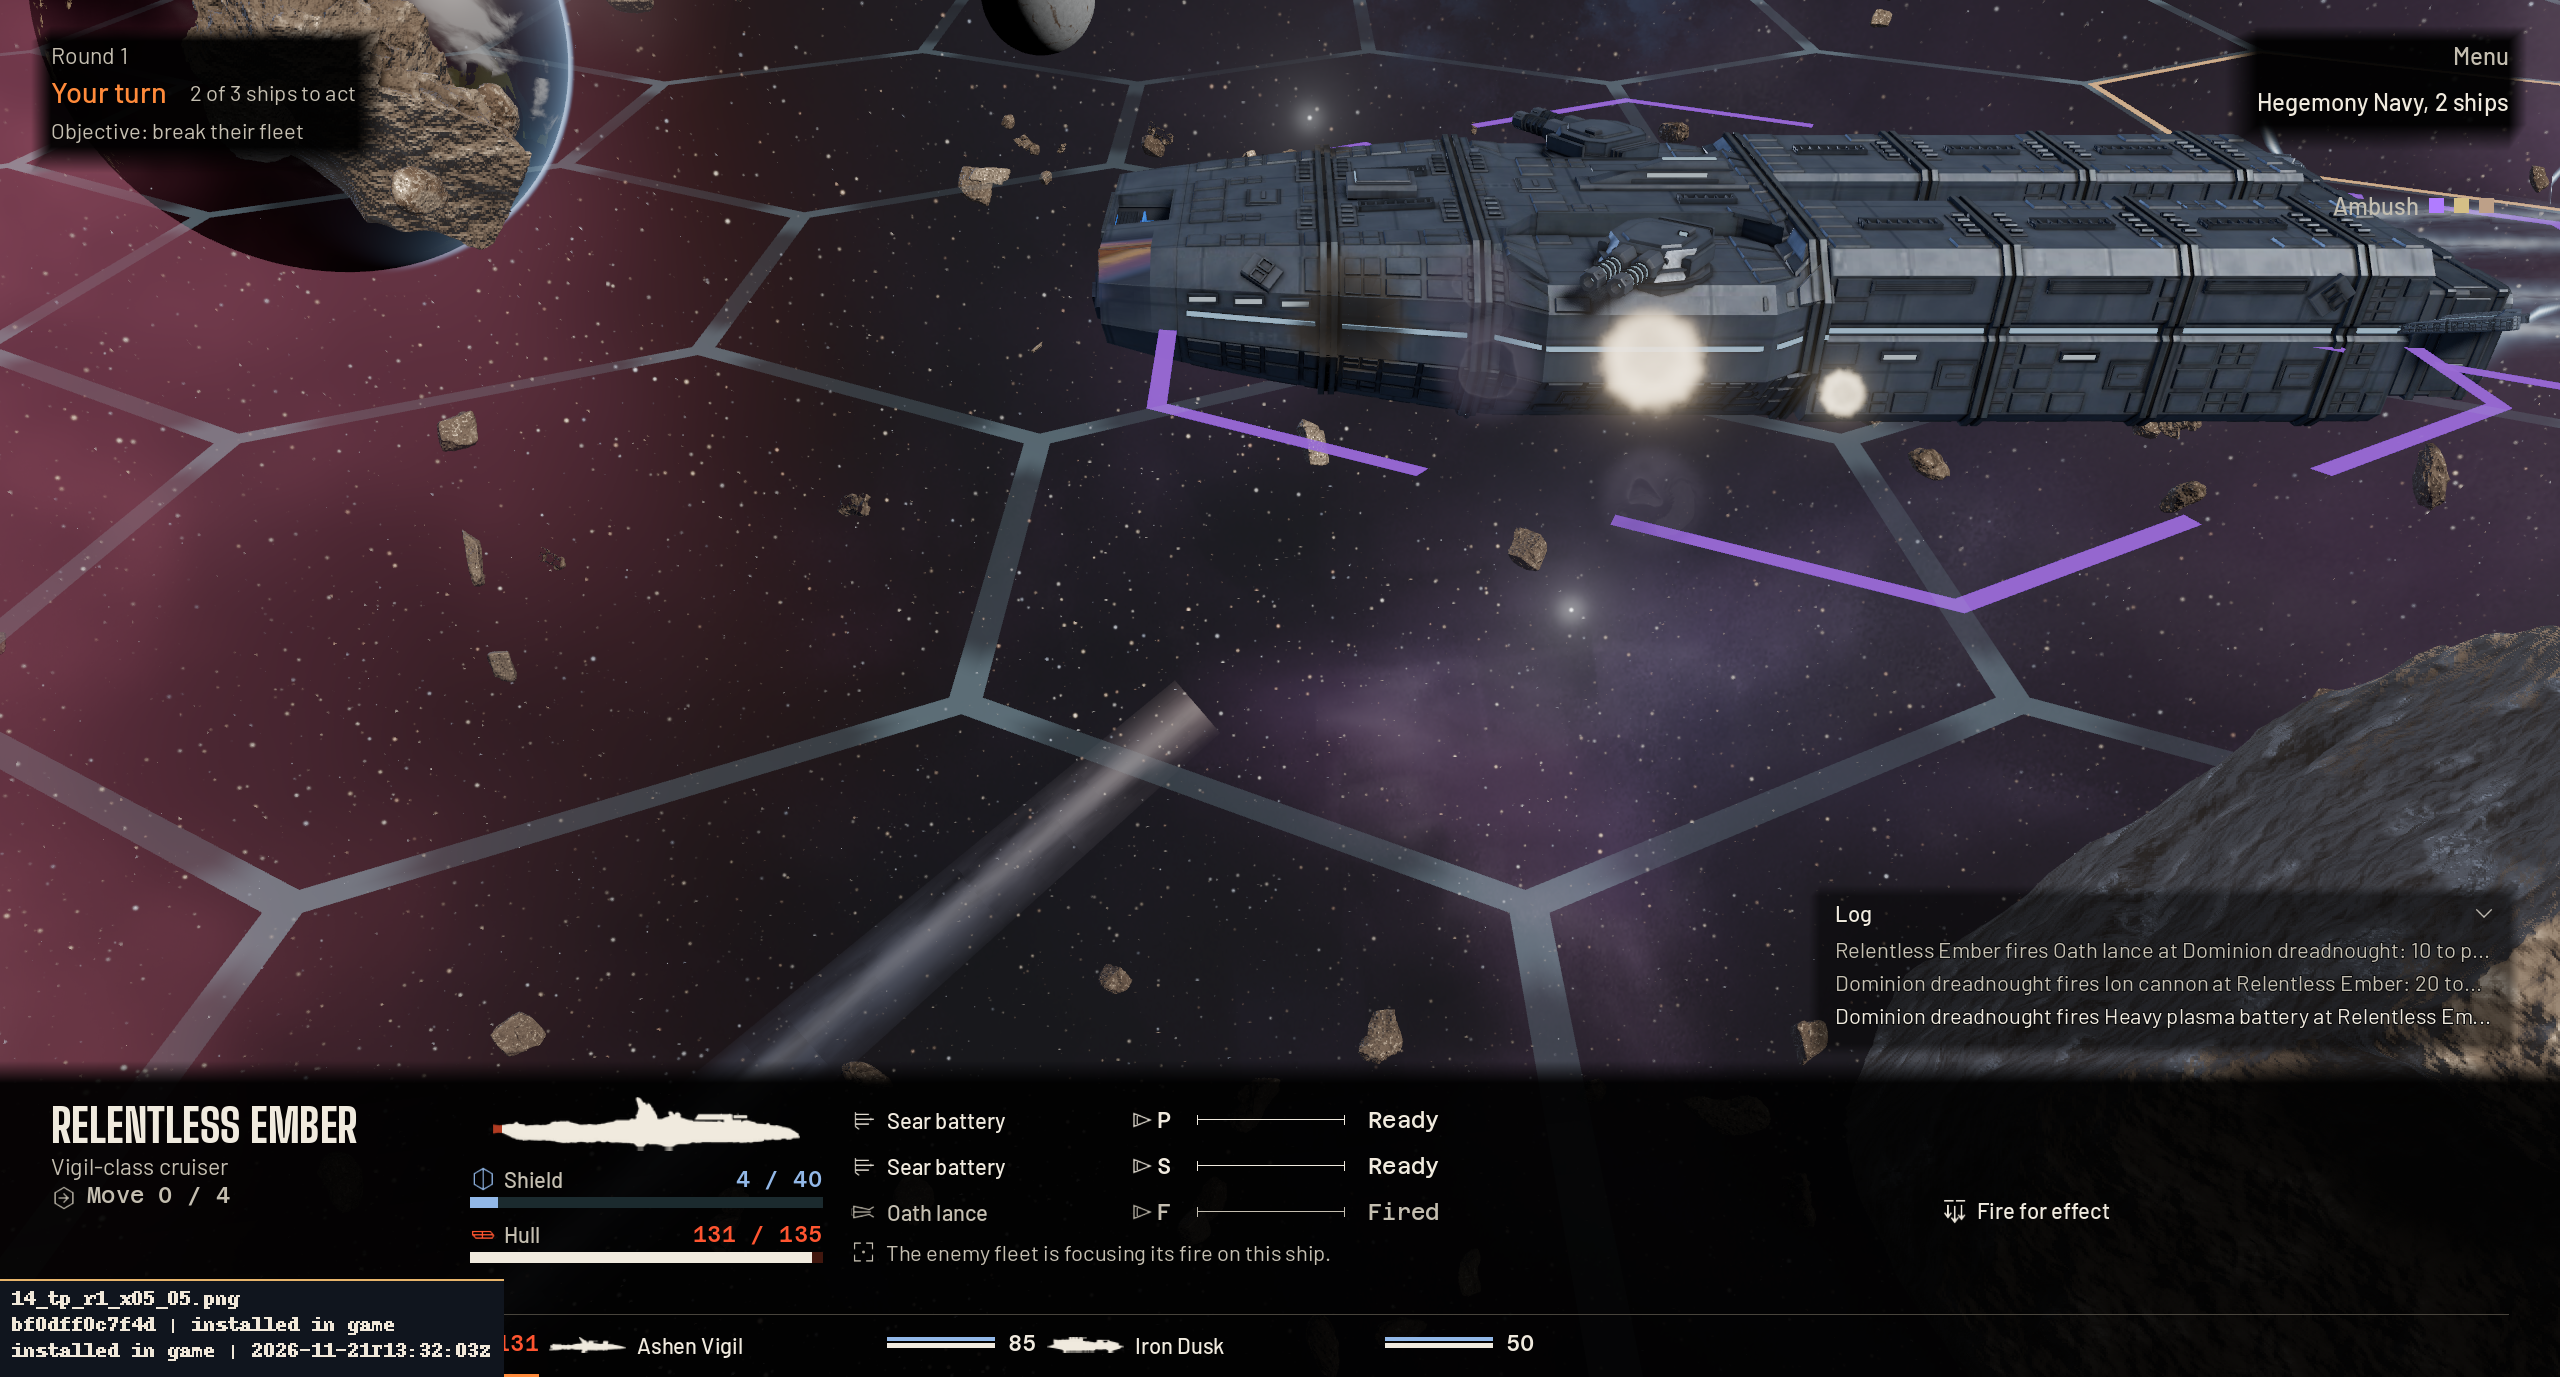 Round 1
Your turn 2 of 3 ships to act
Objective: break their fleet
Menu
Hegemony Navy, 2 ships
Ambush
Log
Relentless Ember fires Oath lance at Dominion dreadnought: 10 to p...
Dominion dreadnought fires Ion cannon at Relentless Ember: 20 to...
Dominion dreadnought fires Heavy plasma battery at Relentless Em...
RELENTLESS EMBER
Vigil-class cruiser
Move 0 / 4
Shield 4 / 40
Hull 131 / 135
Sear battery P Ready
Sear battery S Ready
Oath lance F Fired
The enemy fleet is focusing its fire on this ship.
Fire for effect
14_tp_r1_x05_05.png
bf0dff0c7f4d | installed in game
installed in game | 2026-11-21T13:32:03Z
131 Ashen Vigil 85 Iron Dusk 50